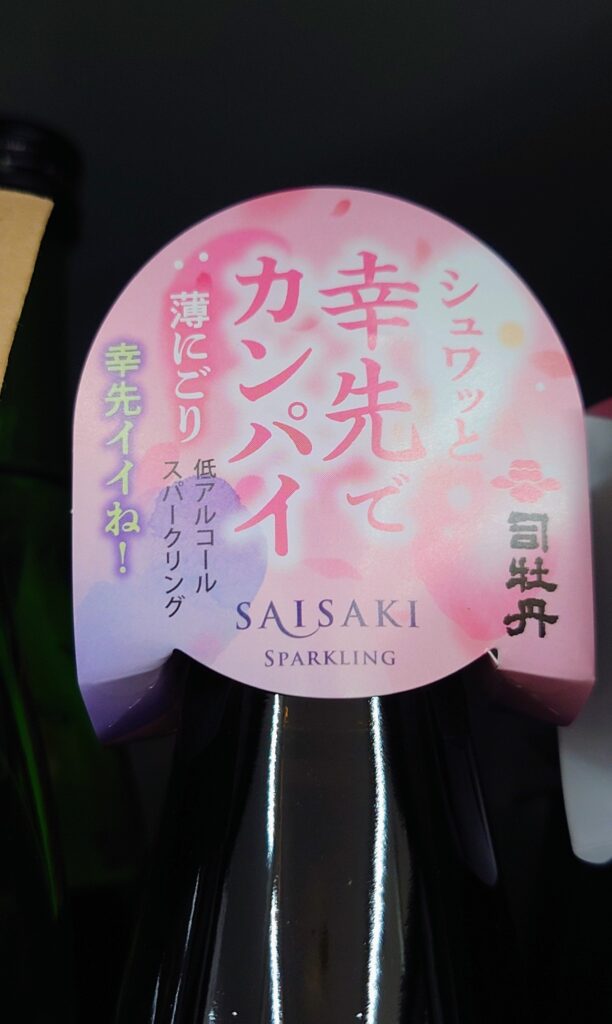 シュワッと
幸先で
カンパイ
薄にごり
低アルコール
スパークリング
幸先イイね！
司牡丹
SAISAKI
SPARKLING